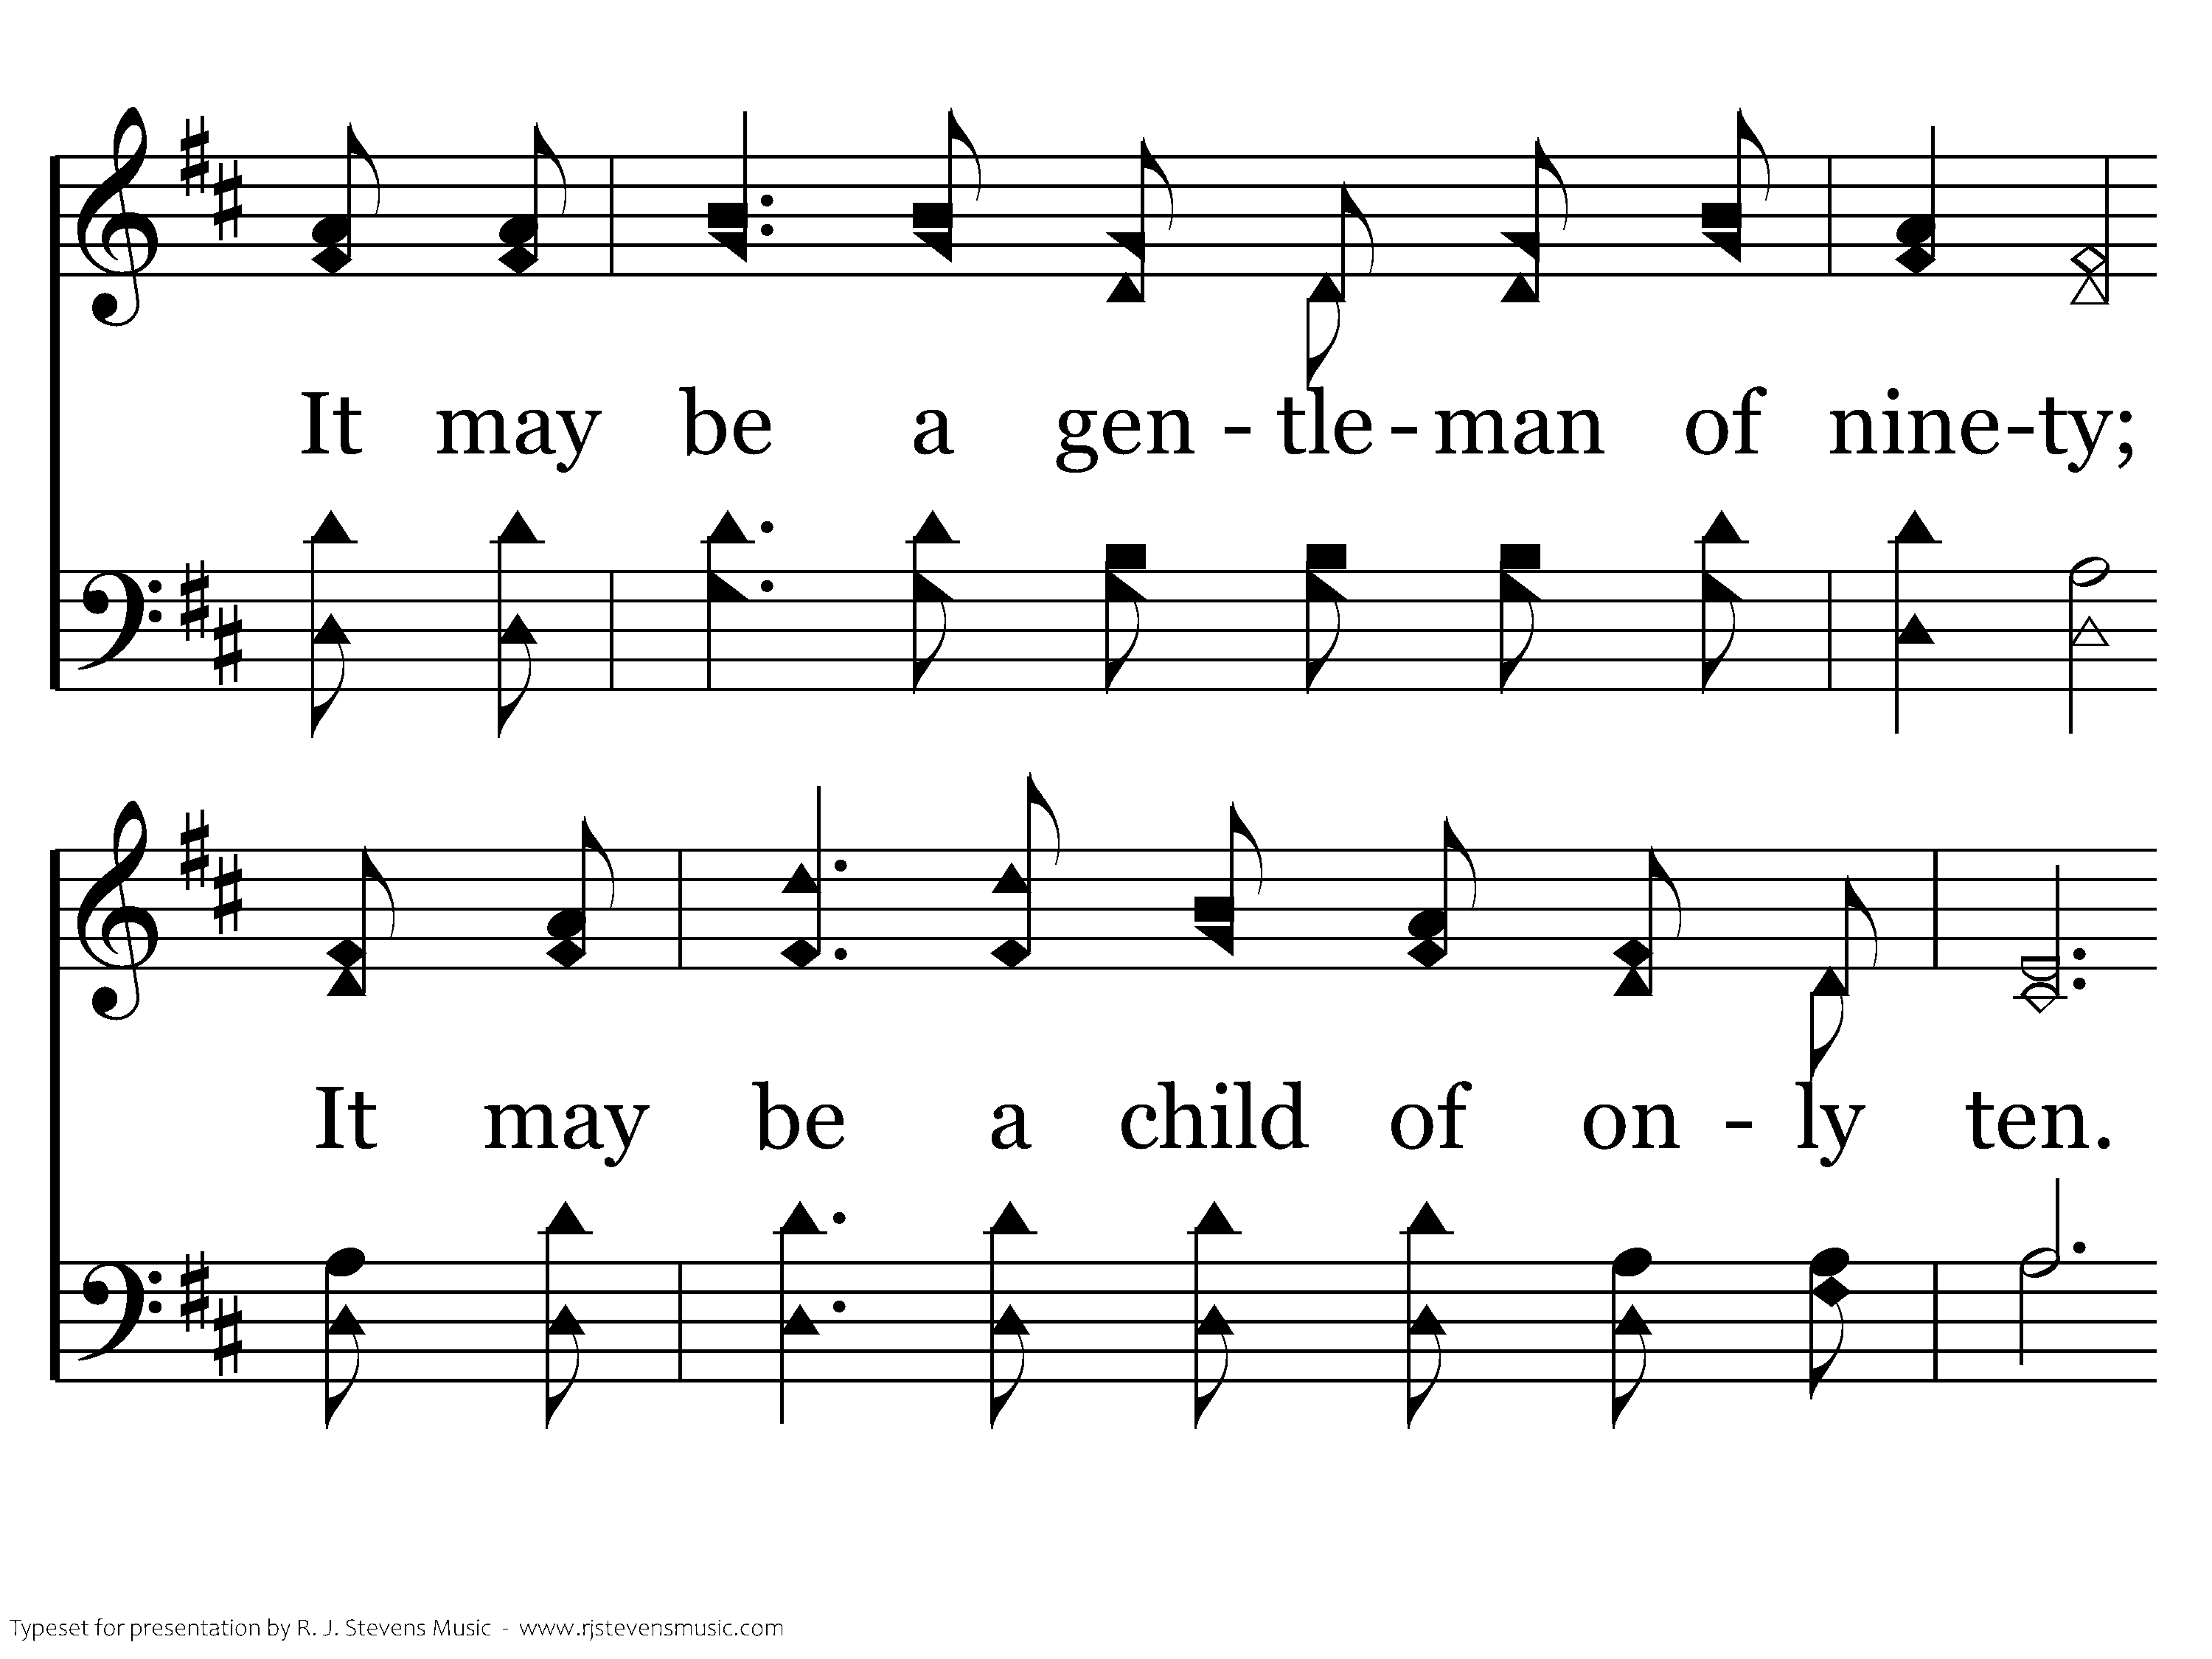 It may be a gen - tle - man of nine-ty;
It may be a child of on - ly ten.
Typeset for presentation by R. J. Stevens Music - www.rjstevensmusic.com